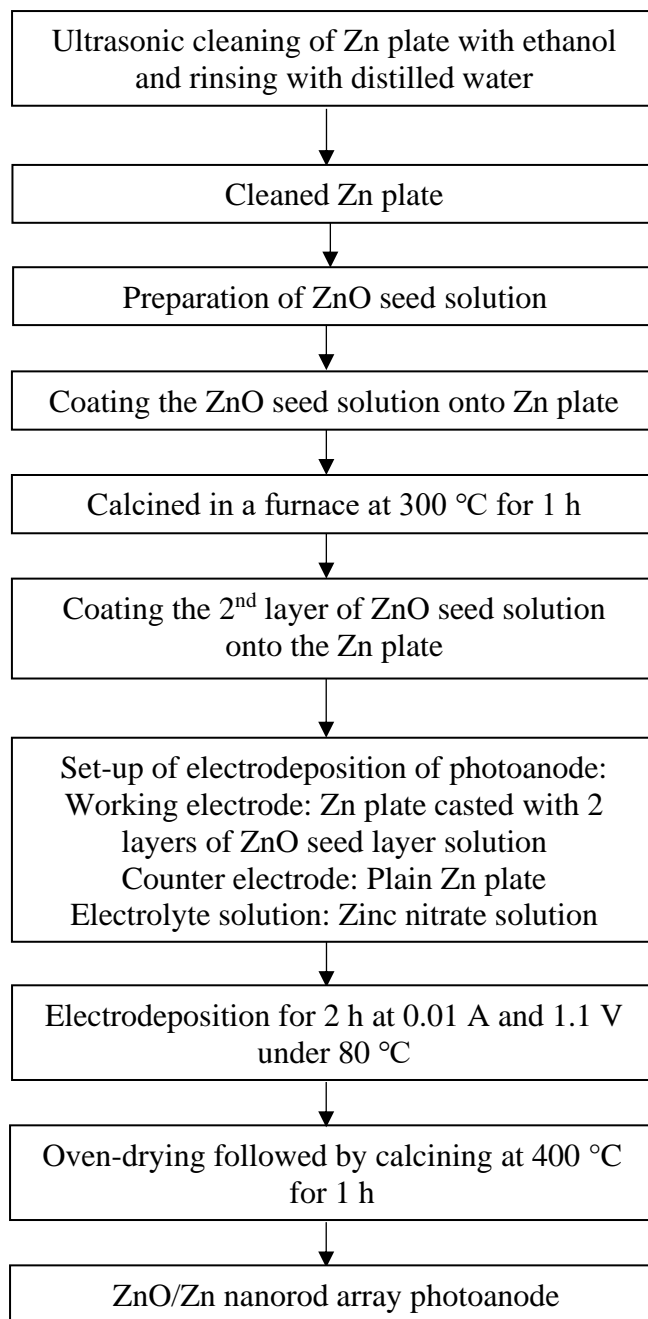 Ultrasonic cleaning of Zn plate with ethanol
and rinsing with distilled water
Cleaned Zn plate
Preparation of ZnO seed solution
Coating the ZnO seed solution onto Zn plate
Calcined in a furnace at 300 °C for 1 h
Coating the 2nd layer of ZnO seed solution
onto the Zn plate
Set-up of electrodeposition of photoanode:
Working electrode: Zn plate casted with 2
layers of ZnO seed layer solution
Counter electrode: Plain Zn plate
Electrolyte solution: Zinc nitrate solution
Electrodeposition for 2 h at 0.01 A and 1.1 V
under 80 °C
Oven-drying followed by calcining at 400 °C
for 1 h
ZnO/Zn nanorod array photoanode